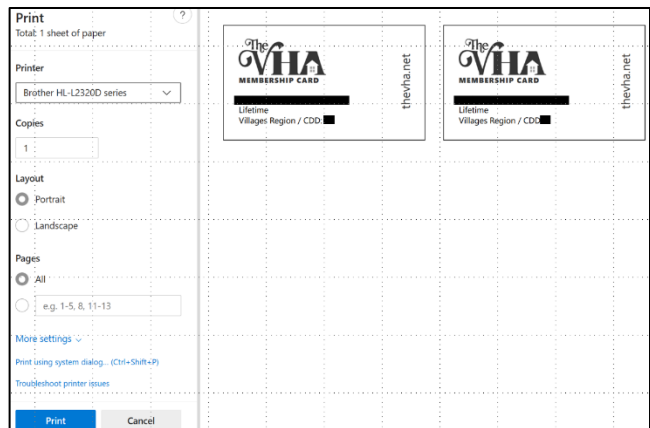 Print
?
Total: 1 sheet of paper
Printer
Brother HL-L2320D series
Copies
1
Layout
Portrait
Landscape
Pages
All
e.g. 1-5, 8, 11-13
More settings
Print using system dialog... (Ctrl+Shift+P)
Troubleshoot printer issues
Print Cancel
The
VHA
MEMBERSHIP CARD
Lifetime
Villages Region / CDD:
thevha.net
The
VHA
MEMBERSHIP CARD
Lifetime
Villages Region / CDD
thevha.net